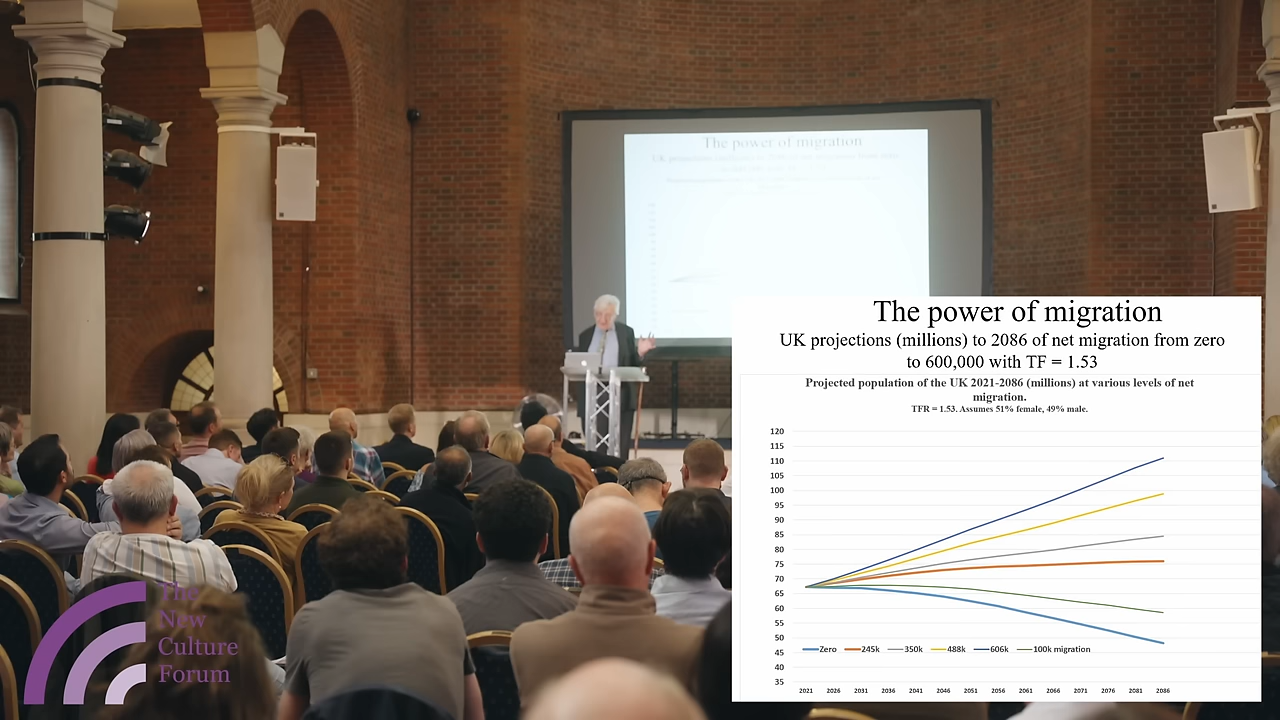 The power of migration
The power of migration
UK projections (millions) to 2086 of net migration from zero
to 600,000 with TF = 1.53
Projected population of the UK 2021-2086 (millions) at various levels of net
migration.
TFR = 1.53. Assumes 51% female, 49% male.
120
115
110
105
100
95
90
85
80
75
70
65
60
55
50
45
40
35
Zero 245k 350k 488k 606k 100k migration
2021 2026 2031 2036 2041 2046 2051 2056 2061 2066 2071 2076 2081 2086
The
New
Culture
Forum